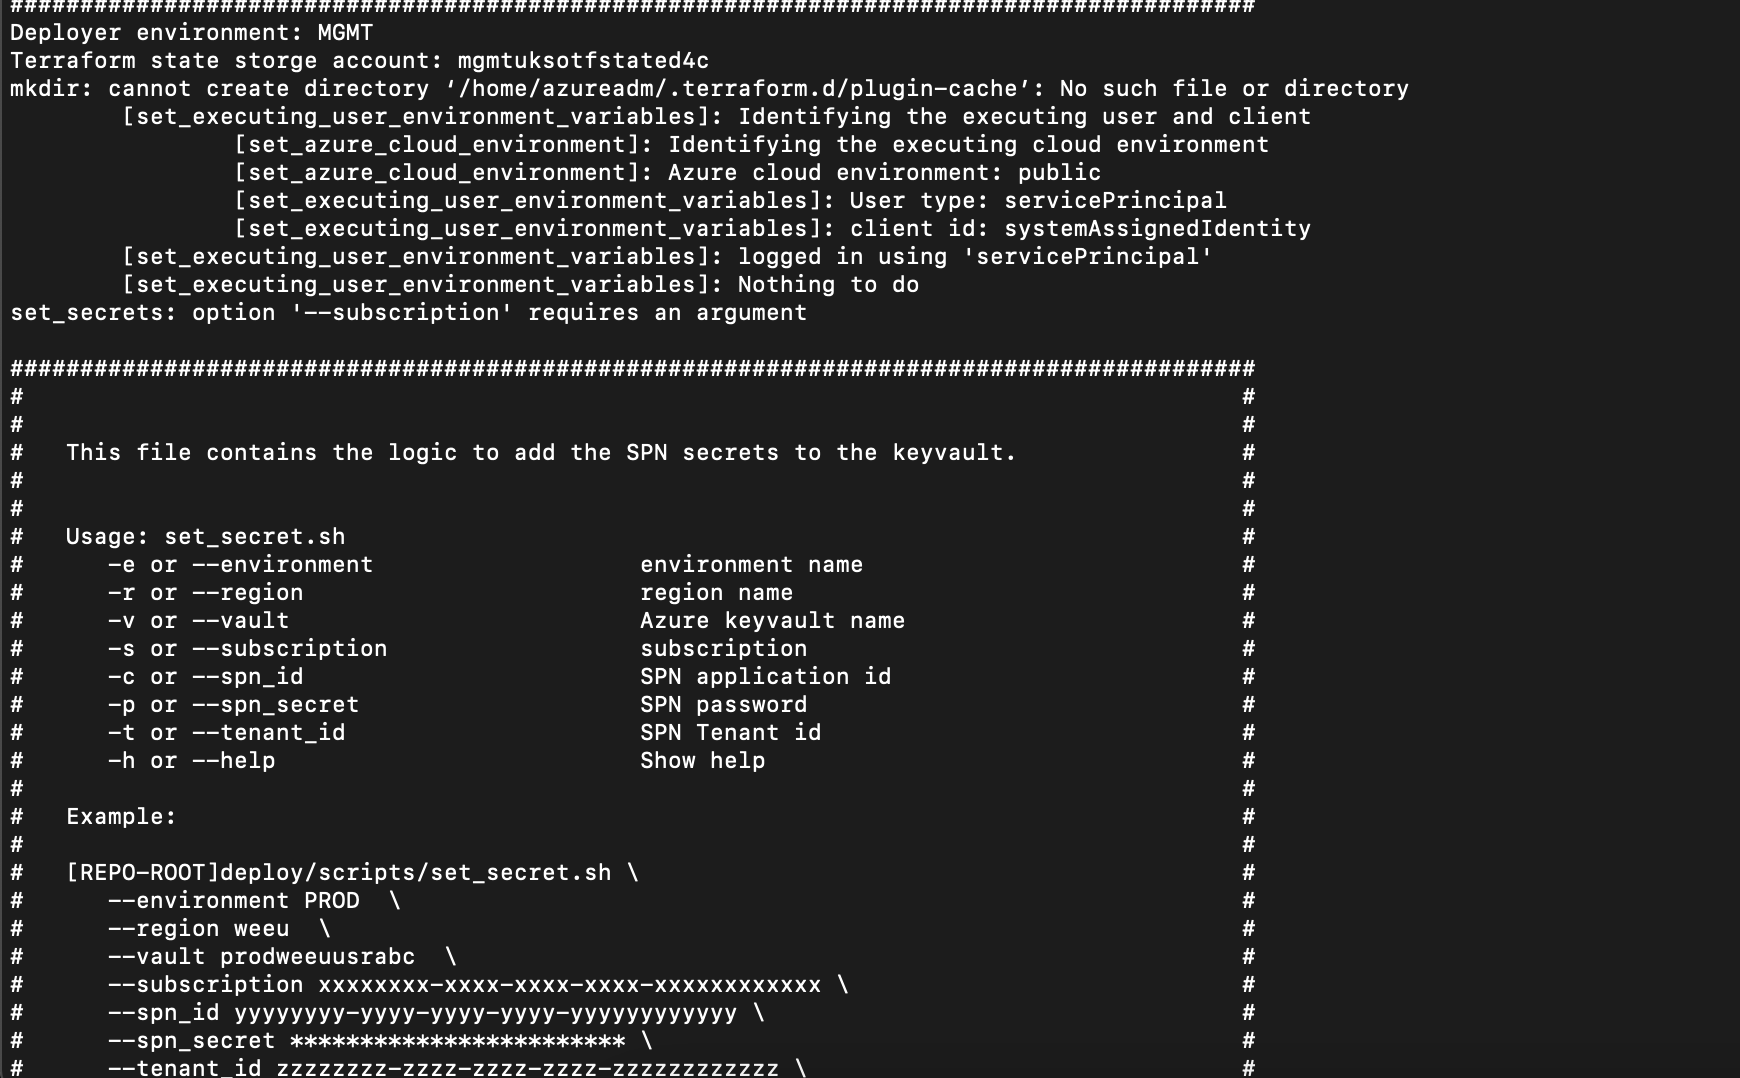 #########################################################################################
Deployer environment: MGMT
Terraform state storge account: mgmtuksotfstated4c
mkdir: cannot create directory ‘/home/azureadm/.terraform.d/plugin-cache’: No such file or directory
        [set_executing_user_environment_variables]: Identifying the executing user and client
                [set_azure_cloud_environment]: Identifying the executing cloud environment
                [set_azure_cloud_environment]: Azure cloud environment: public
                [set_executing_user_environment_variables]: User type: servicePrincipal
                [set_executing_user_environment_variables]: client id: systemAssignedIdentity
        [set_executing_user_environment_variables]: logged in using 'servicePrincipal'
        [set_executing_user_environment_variables]: Nothing to do
set_secrets: option '--subscription' requires an argument

#########################################################################################
#                                                                                       #
#                                                                                       #
#   This file contains the logic to add the SPN secrets to the keyvault.                #
#                                                                                       #
#                                                                                       #
#   Usage: set_secret.sh                                                                #
#      -e or --environment                   environment name                           #
#      -r or --region                        region name                                #
#      -v or --vault                         Azure keyvault name                        #
#      -s or --subscription                  subscription                               #
#      -c or --spn_id                        SPN application id                         #
#      -p or --spn_secret                    SPN password                               #
#      -t or --tenant_id                     SPN Tenant id                              #
#      -h or --help                          Show help                                  #
#                                                                                       #
#   Example:                                                                            #
#                                                                                       #
#   [REPO-ROOT]deploy/scripts/set_secret.sh \                                           #
#      --environment PROD  \                                                            #
#      --region weeu  \                                                                 #
#      --vault prodweeuusrabc  \                                                        #
#      --subscription xxxxxxxx-xxxx-xxxx-xxxx-xxxxxxxxxxxx \                            #
#      --spn_id yyyyyyyy-yyyy-yyyy-yyyy-yyyyyyyyyyyy \                                  #
#      --spn_secret ************************ \                                          #
#      --tenant_id zzzzzzzz-zzzz-zzzz-zzzz-zzzzzzzzzzzz \                               #